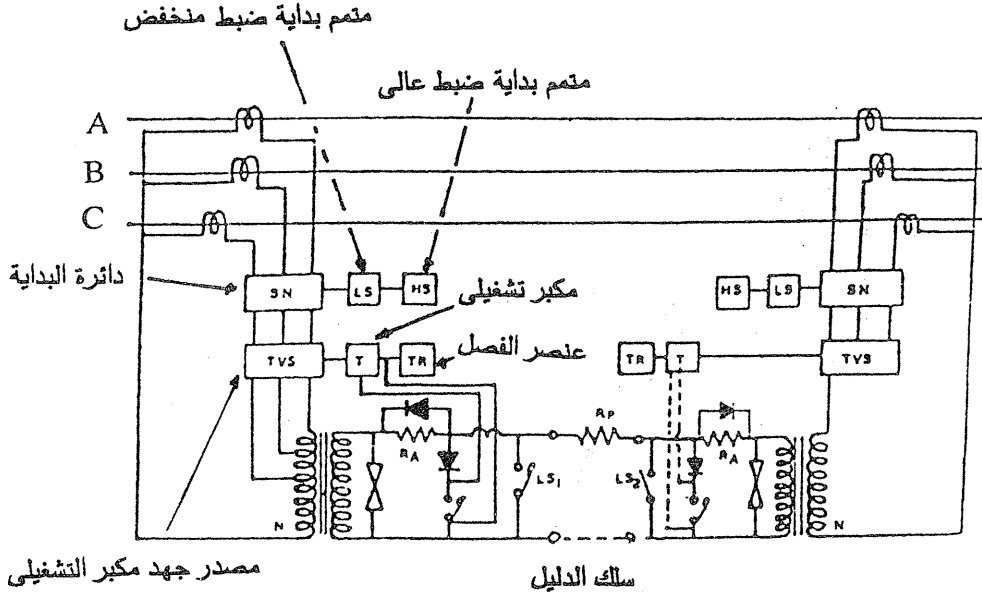 متمم بداية ضبط منخفض
متمم بداية ضبط عالى
A
B
C
دائرة البداية
SN
LS
HS
HS
LS
SN
مكبر تشغيلى
عنصر الفصل
TVS
T
TR
TR
T
TVS
RA
LS1
RP
LS2
RA
N
N
مصدر جهد مكبر التشغيلى
سلك الدليل